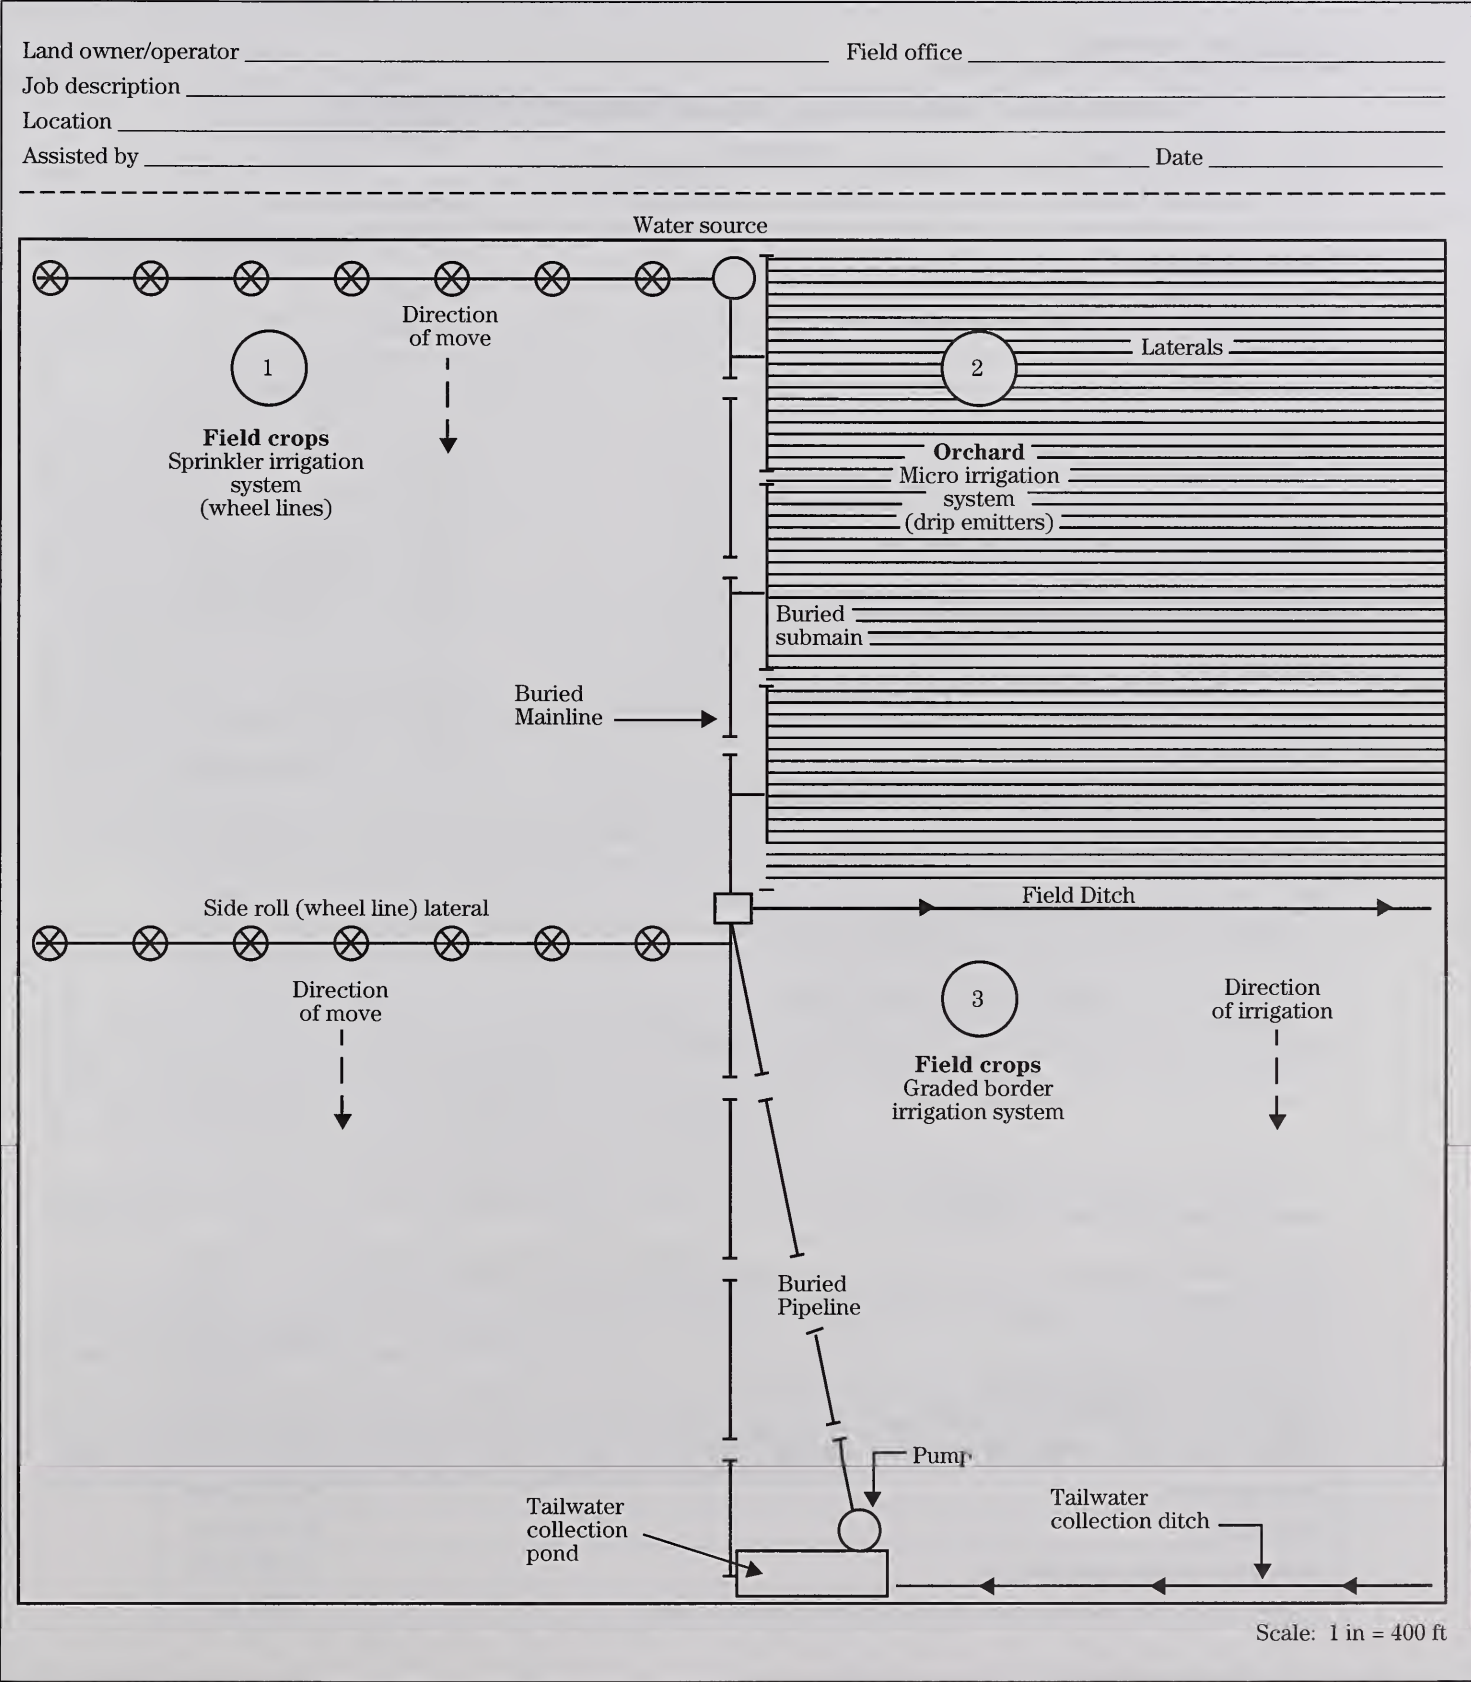 Land owner/operator Field office
Job description
Location
Assisted by Date
Water source
Direction
of move
1
Field crops
Sprinkler irrigation
system
(wheel lines)
Laterals
2
Orchard
Micro irrigation
system
(drip emitters)
Buried
submain
Buried
Mainline
Field Ditch
Side roll (wheel line) lateral
Direction
of move
3
Field crops
Graded border
irrigation system
Direction
of irrigation
Buried
Pipeline
Pump
Tailwater
collection
pond
Tailwater
collection ditch
Scale: 1 in = 400 ft